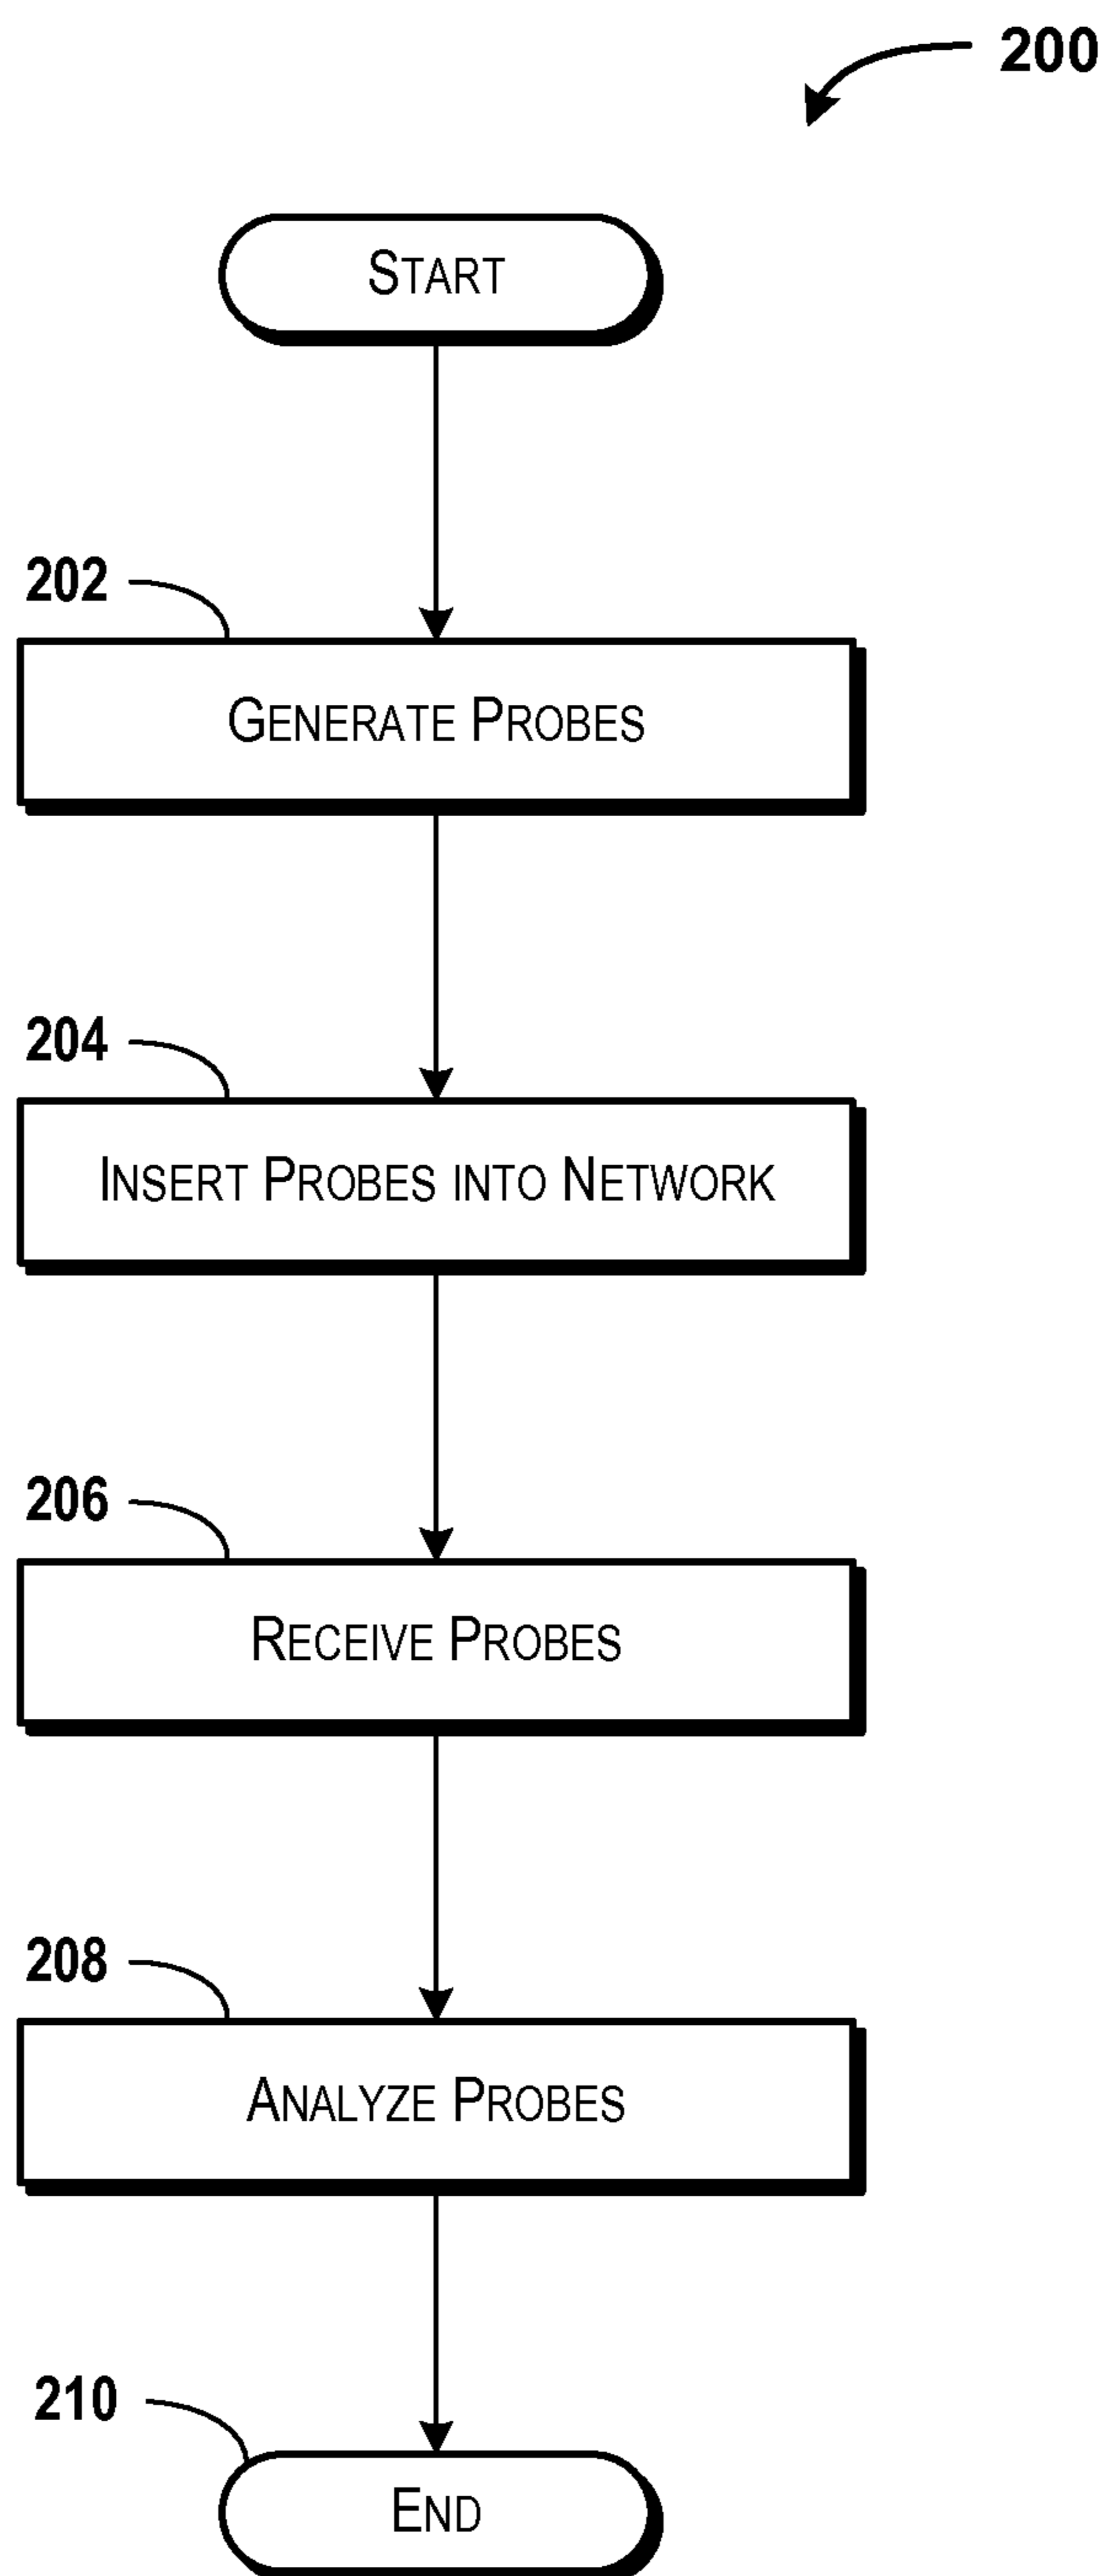 200
START
202
GENERATE PROBES
204
INSERT PROBES INTO NETWORK
206
RECEIVE PROBES
208
ANALYZE PROBES
210
END